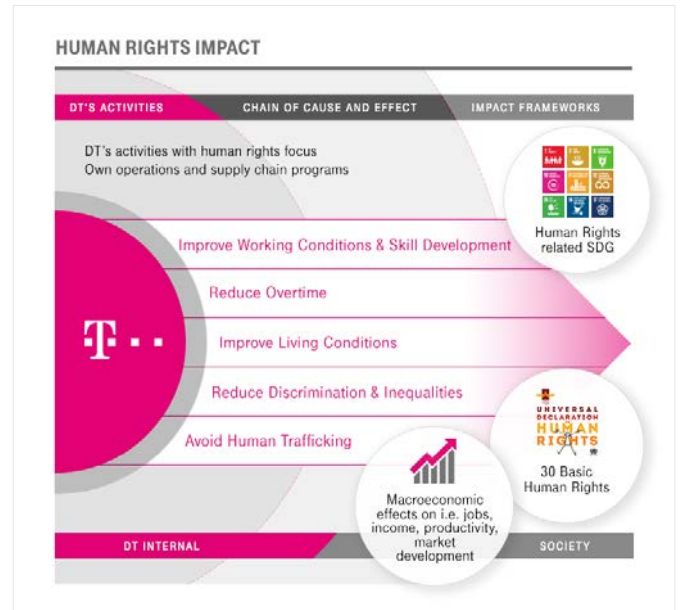 HUMAN RIGHTS IMPACT
DT'S ACTIVITIES
CHAIN OF CAUSE AND EFFECT
IMPACT FRAMEWORKS
DT's activities with human rights focus
Own operations and supply chain programs
Human Rights
related SDG
Improve Working Conditions & Skill Development
Reduce Overtime
T
Improve Living Conditions
Reduce Discrimination & Inequalities
Avoid Human Trafficking
UNIVERSAL
DECLARATION
HUMAN
RIGHTS
30 Basic
Human Rights
Macroeconomic
effects on i.e. jobs,
income, productivity,
market
development
DT INTERNAL
SOCIETY